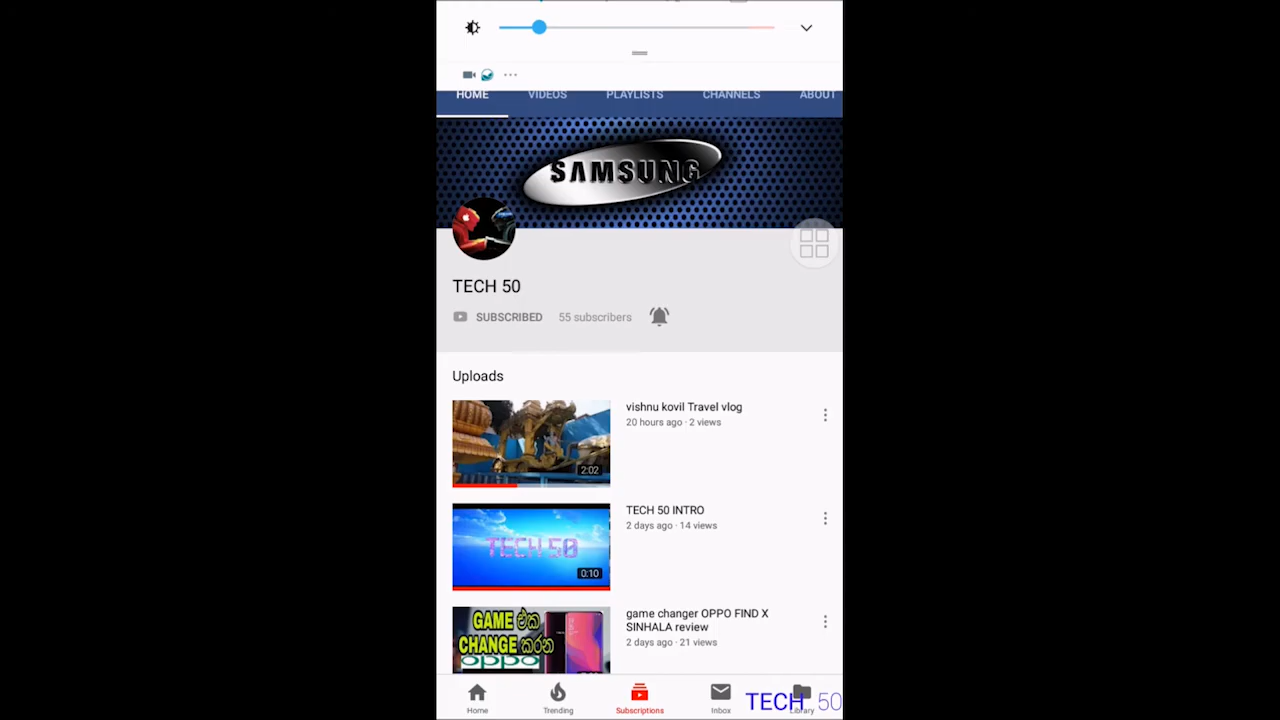 HOME VIDEOS PLAYLISTS CHANNELS ABOUT
SAMSUNG
TECH 50
SUBSCRIBED 55 subscribers
Uploads
vishnu kovil Travel vlog
20 hours ago · 2 views
2:02
TECH 50 INTRO
2 days ago · 14 views
TECH 50
0:10
game changer OPPO FIND X
SINHALA review
2 days ago · 21 views
GAME එක
CHANGE කරන
oppo
Home Trending Subscriptions Inbox Library
TECH 50